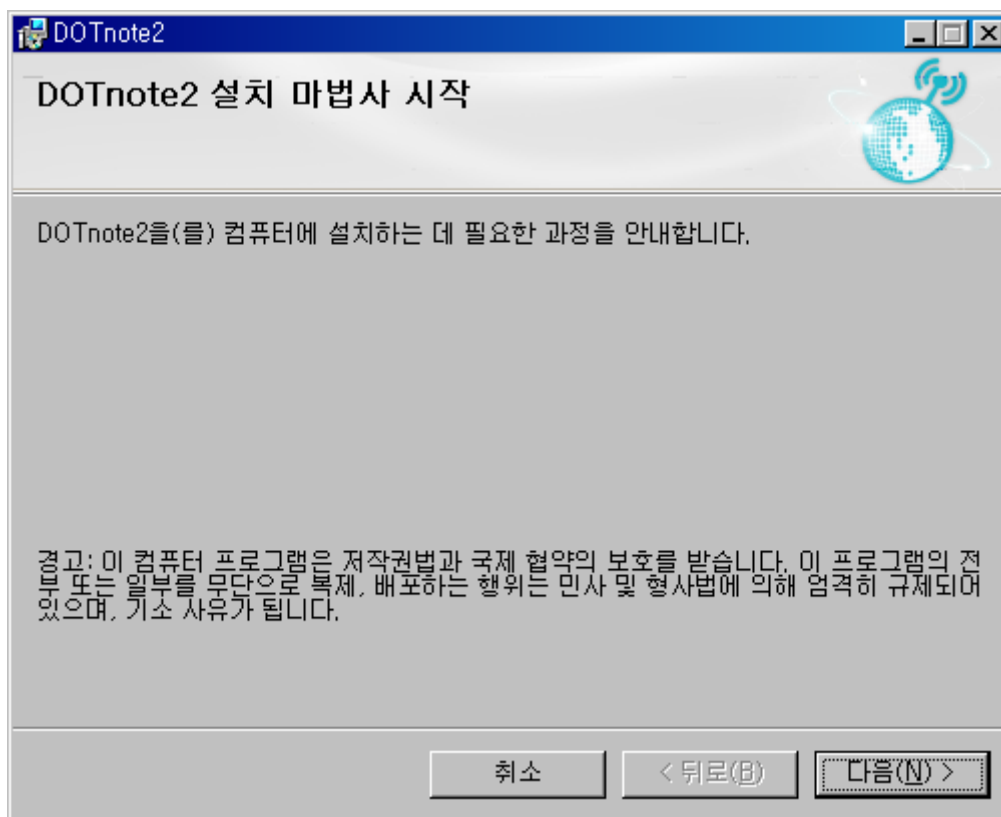 DOTnote2
DOTnote2 설치 마법사 시작
DOTnote2을(를) 컴퓨터에 설치하는 데 필요한 과정을 안내합니다.
경고: 이 컴퓨터 프로그램은 저작권법과 국제 협약의 보호를 받습니다. 이 프로그램의 전
부 또는 일부를 무단으로 복제, 배포하는 행위는 민사 및 형사법에 의해 엄격히 규제되어
있으며, 기소 사유가 됩니다.
취소 < 뒤로(B) 다음(N) >